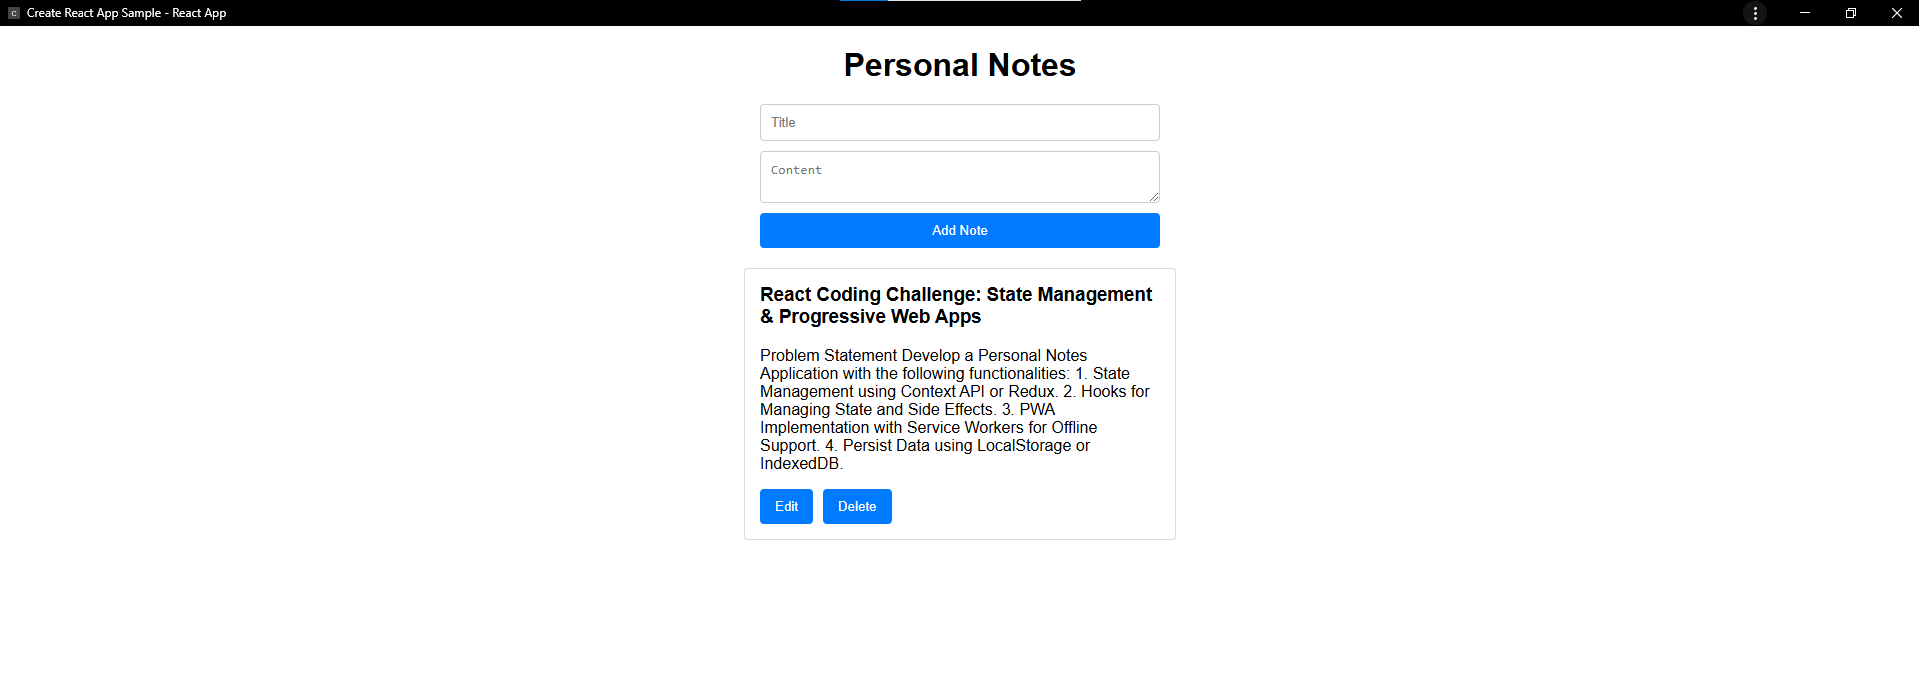 Create React App Sample - React App
Personal Notes
Title
Content
Add Note
React Coding Challenge: State Management
& Progressive Web Apps
Problem Statement Develop a Personal Notes
Application with the following functionalities: 1. State
Management using Context API or Redux. 2. Hooks for
Managing State and Side Effects. 3. PWA
Implementation with Service Workers for Offline
Support. 4. Persist Data using LocalStorage or
IndexedDB.
Edit Delete